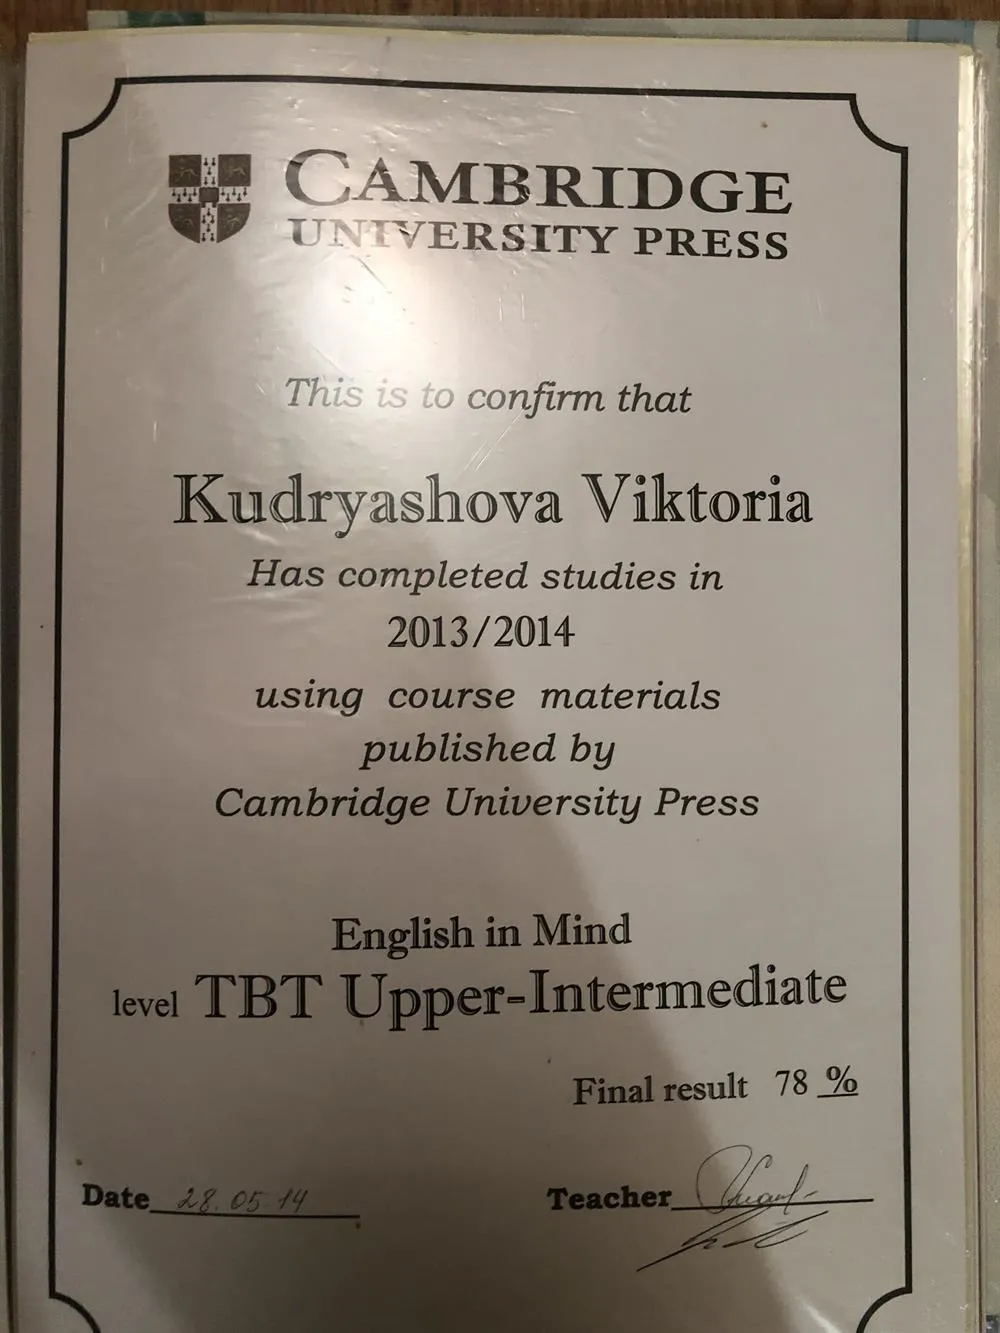 CAMBRIDGE
UNIVERSITY PRESS
This is to confirm that
Kudryashova Viktoria
Has completed studies in
2013/2014
using course materials
published by
Cambridge University Press
English in Mind
level TBT Upper-Intermediate
Final result 78 %
Date 28.05.14
Teacher